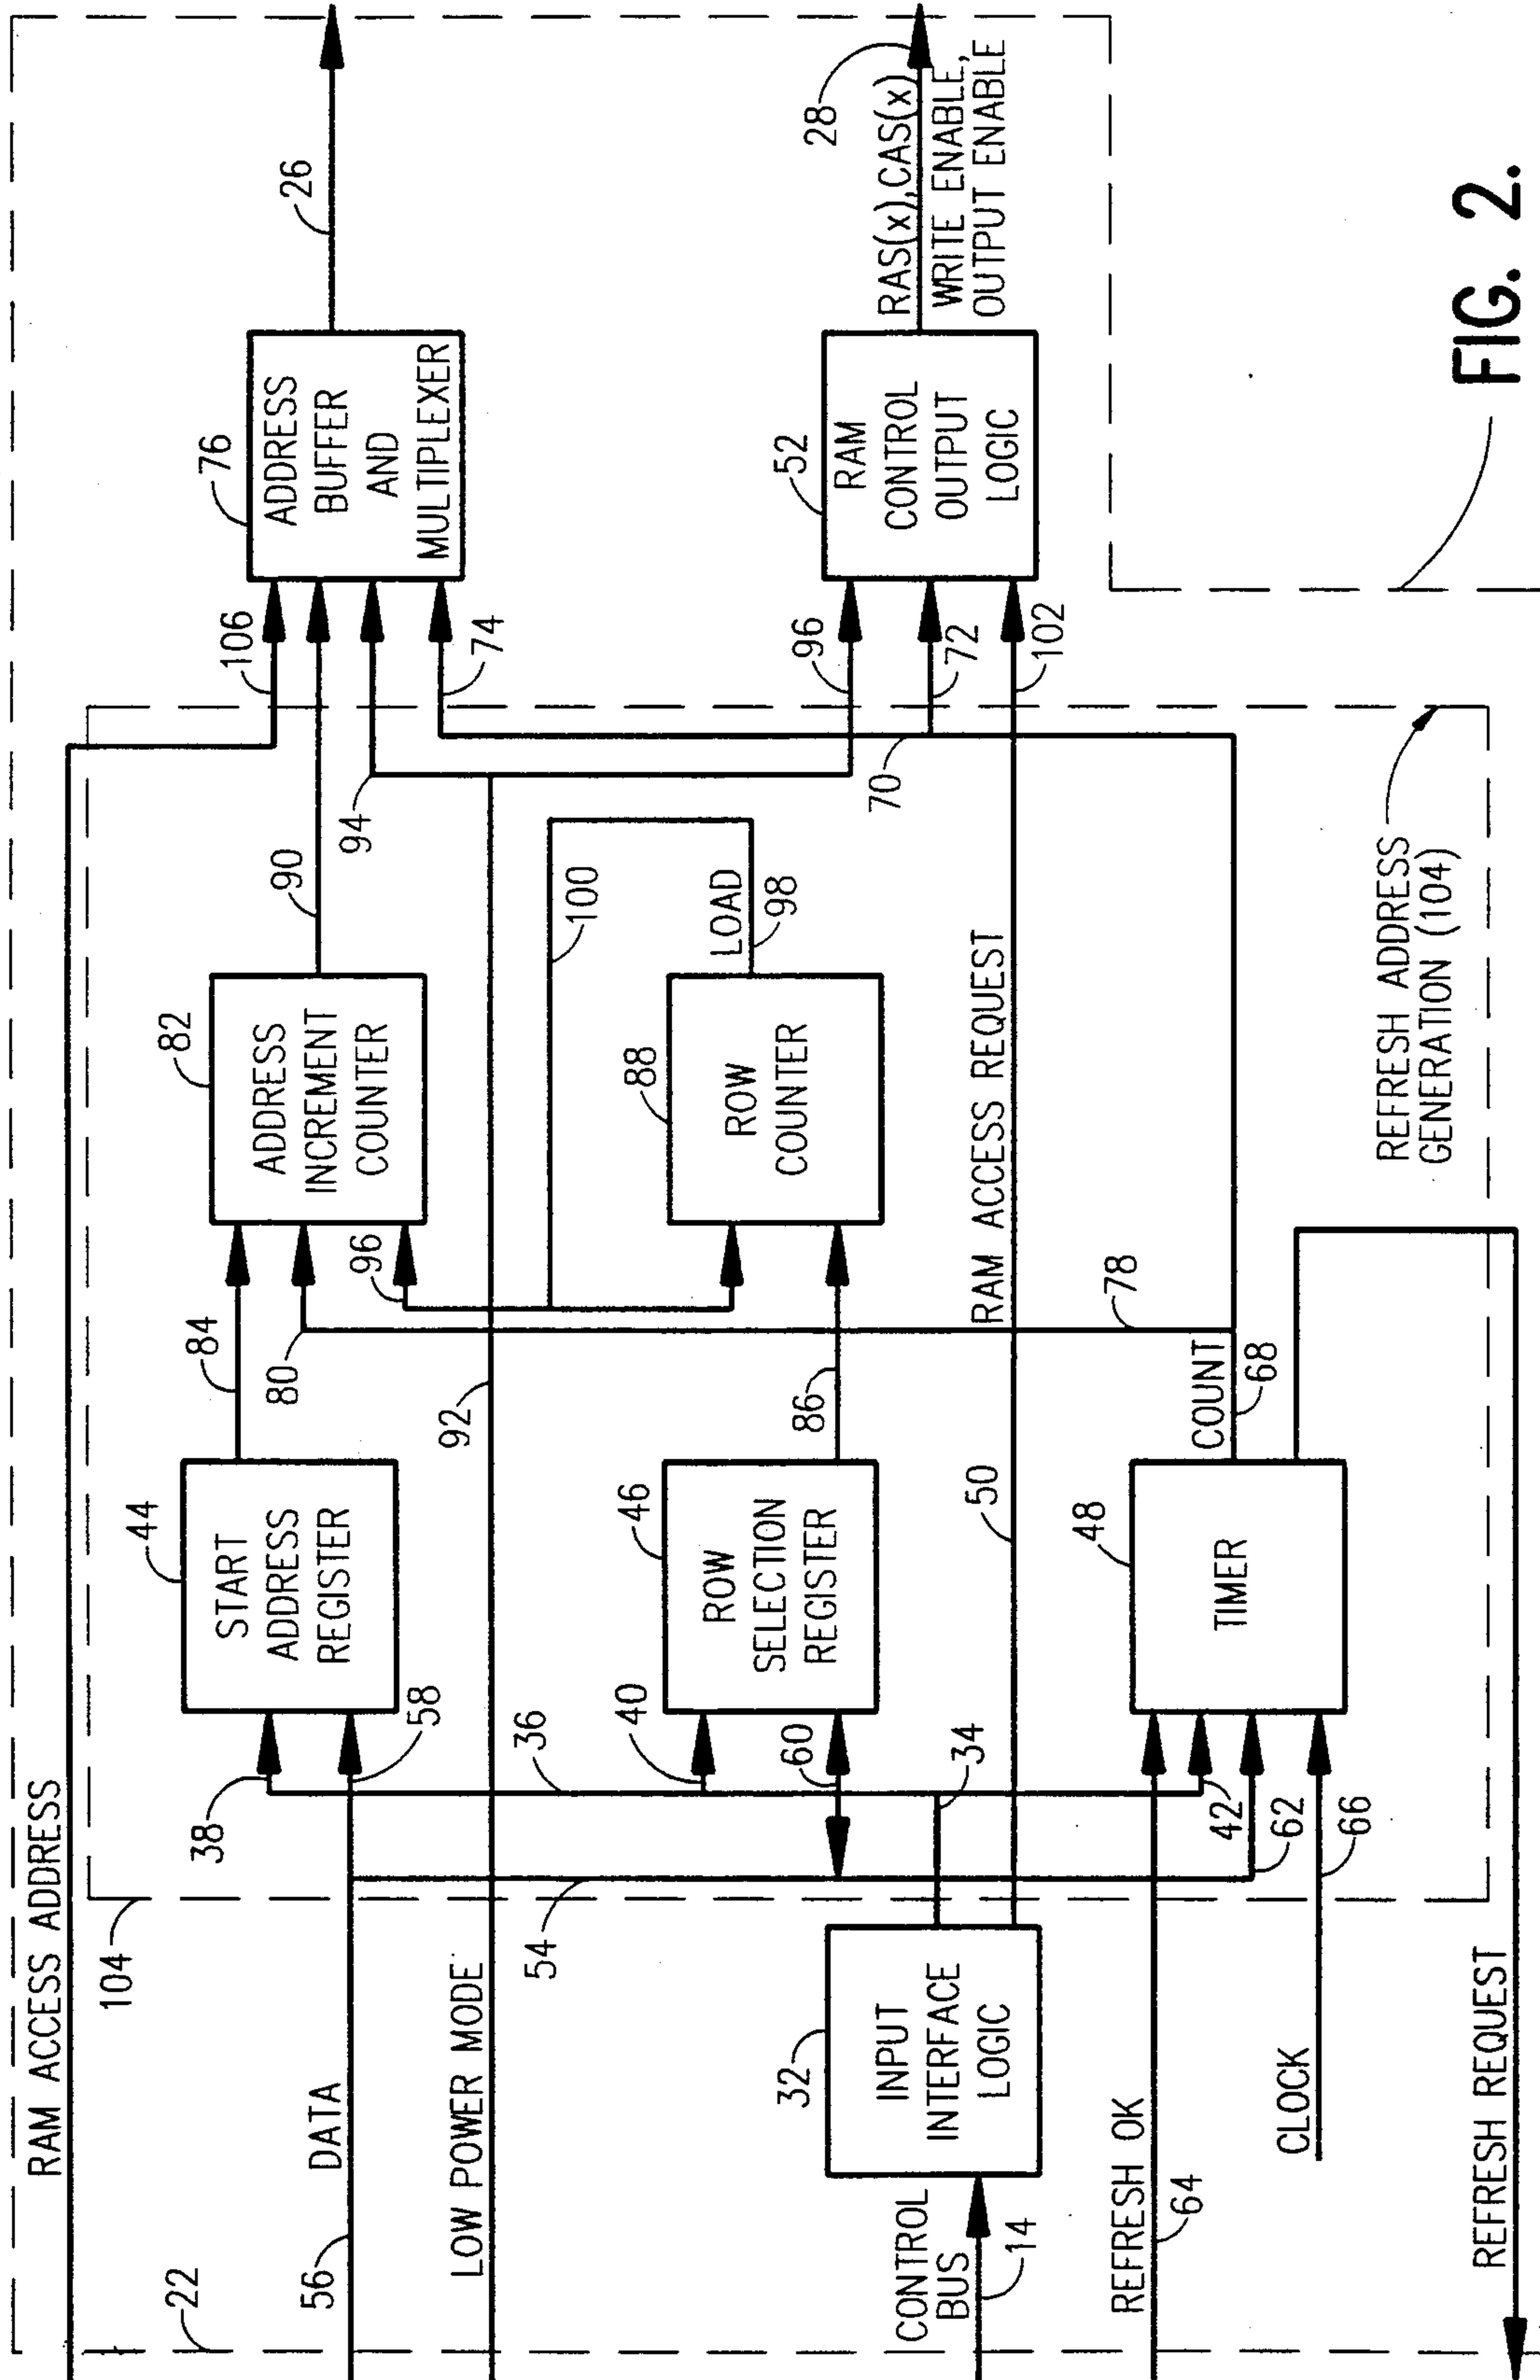 RAM ACCESS ADDRESS
22
104
56
DATA
38
58
44
START
ADDRESS
REGISTER
84
80
96
82
ADDRESS
INCREMENT
COUNTER
90
94
106
74
76
ADDRESS
BUFFER
AND
MULTIPLEXER
26
LOW POWER MODE
92
54
36
40
60
46
ROW
SELECTION
REGISTER
86
88
ROW
COUNTER
LOAD
98
100
CONTROL
BUS
14
32
INPUT
INTERFACE
LOGIC
34
50
RAM ACCESS REQUEST
70
96
72
102
52
RAM
CONTROL
OUTPUT
LOGIC
28
RAS(x),CAS(x)
WRITE ENABLE,
OUTPUT ENABLE
REFRESH OK
64
CLOCK
42
62
66
48
TIMER
COUNT
68
78
REFRESH ADDRESS
GENERATION (104)
REFRESH REQUEST
FIG. 2.